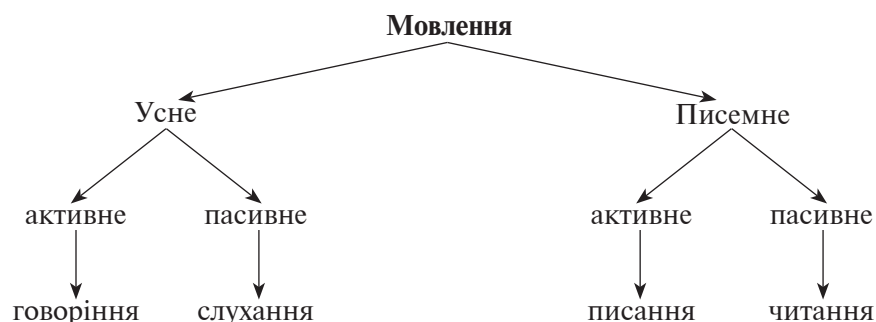 Мовлення
Усне Писемне
активне пасивне активне пасивне
говоріння слухання писання читання